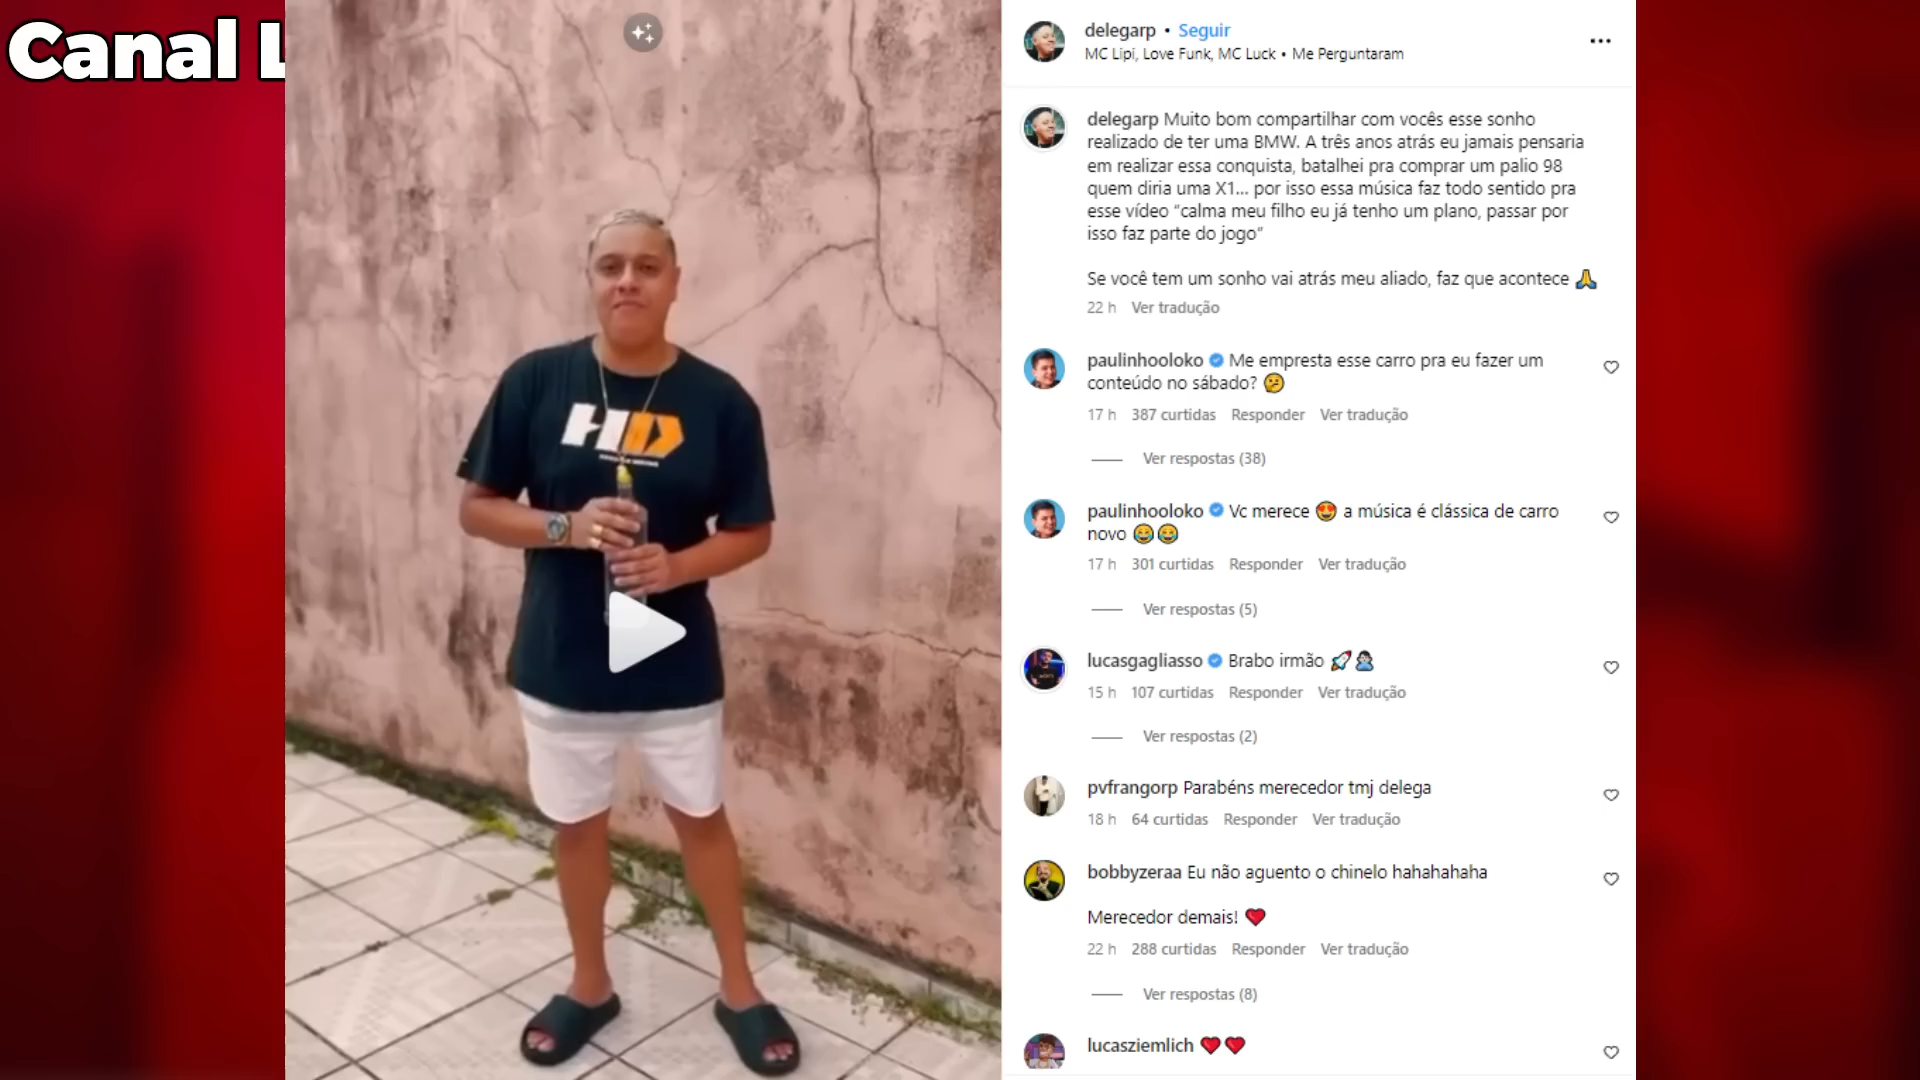 Canal L
HD
delegarp • Seguir
MC Lipi, Love Funk, MC Luck • Me Perguntaram
delegarp Muito bom compartilhar com vocês esse sonho
realizado de ter uma BMW. A três anos atrás eu jamais pensaria
em realizar essa conquista, batalhei pra comprar um palio 98
quem diria uma X1... por isso essa música faz todo sentido pra
esse vídeo “calma meu filho eu já tenho um plano, passar por
isso faz parte do jogo”
Se você tem um sonho vai atrás meu aliado, faz que acontece 🙏
22 h Ver tradução
paulinhooloko Me empresta esse carro pra eu fazer um
conteúdo no sábado? 🤔
17 h 387 curtidas Responder Ver tradução
Ver respostas (38)
paulinhooloko Vc merece 😍 a música é clássica de carro
novo 😂😂
17 h 301 curtidas Responder Ver tradução
Ver respostas (5)
lucasgagliasso Brabo irmão 🚀
15 h 107 curtidas Responder Ver tradução
Ver respostas (2)
pvfrangorp Parabéns merecedor tmj delega
18 h 64 curtidas Responder Ver tradução
bobbyzeraa Eu não aguento o chinelo hahahahaha
Merecedor demais! ❤️
22 h 288 curtidas Responder Ver tradução
Ver respostas (8)
lucasziemlich ❤️❤️